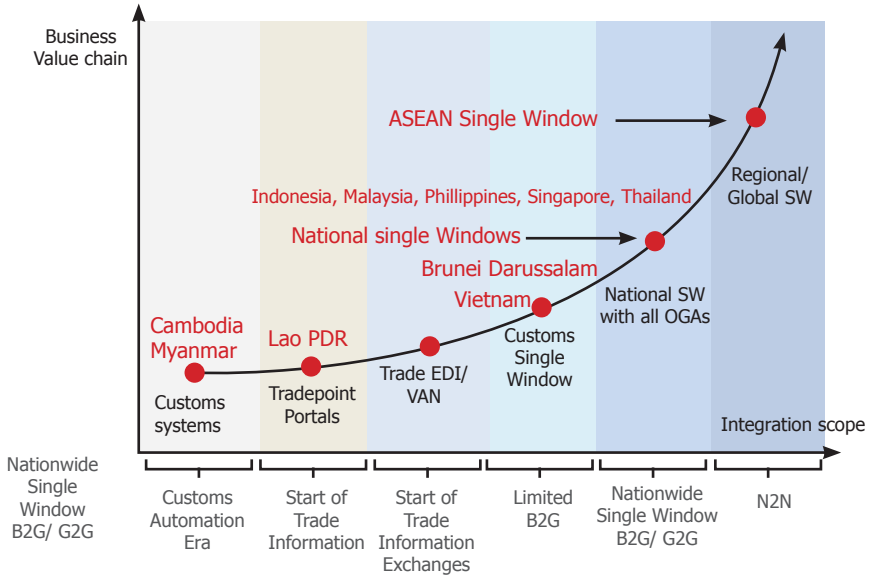 Business
Value chain
ASEAN Single Window
Regional/
Global SW
Indonesia, Malaysia, Phillippines, Singapore, Thailand
National single Windows
Brunei Darussalam
Vietnam
National SW
with all OGAs
Cambodia
Myanmar
Lao PDR
Customs
systems
Tradepoint
Portals
Trade EDI/
VAN
Customs
Single
Window
Integration scope
Nationwide
Single
Window
B2G/ G2G
Customs
Automation
Era
Start of
Trade
Information
Start of
Trade
Information
Exchanges
Limited
B2G
Nationwide
Single Window
B2G/ G2G
N2N